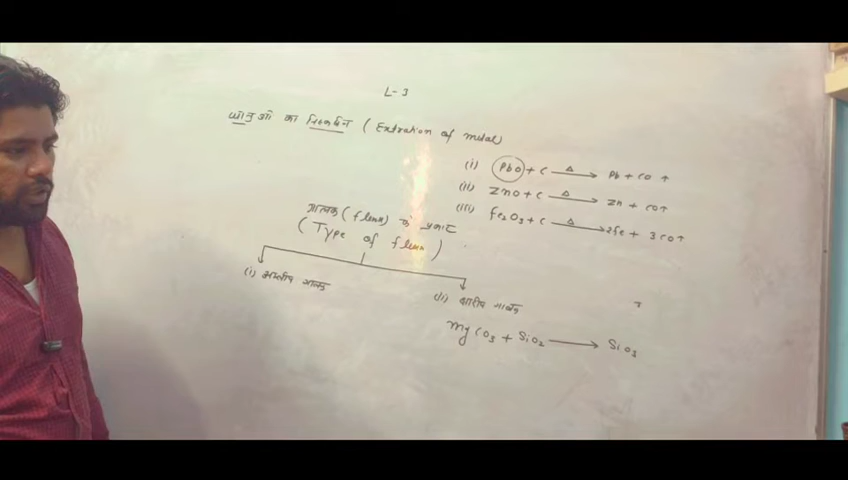 L-3
धातुओं का निष्कर्षण ( Extration of metal)
(i) PbO + C —Δ→ Pb + CO ↑
(ii) ZnO + C —Δ→ Zn + CO↑
(iii) Fe₂O₃ + C —Δ→ 2Fe + 3CO↑
गालक (flux) के प्रकार
( Type of flux )
(i) अम्लीय गालक
(ii) क्षारीय गालक
MgCO₃ + SiO₂ ⟶ SiO₃